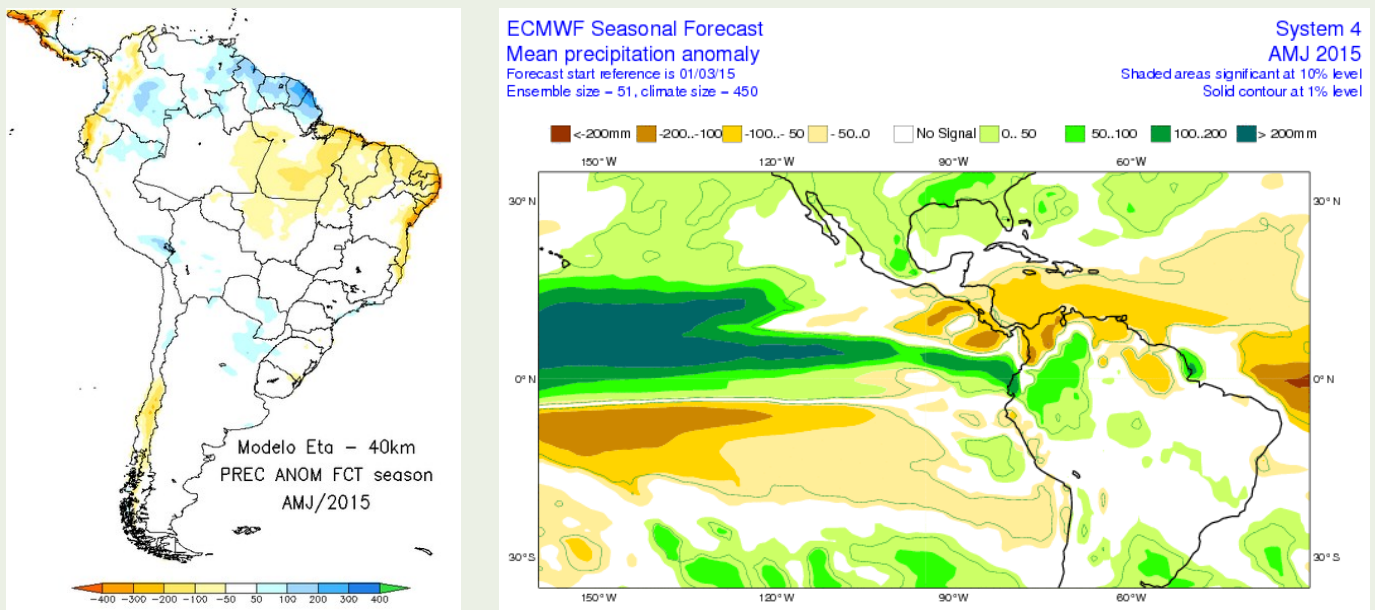 Modelo Eta – 40km
PREC ANOM FCT season
AMJ/2015
−400 −300 −200 −100 −50 50 100 200 300 400
ECMWF Seasonal Forecast
Mean precipitation anomaly
Forecast start reference is 01/03/15
Ensemble size = 51, climate size = 450
System 4
AMJ 2015
Shaded areas significant at 10% level
Solid contour at 1% level
<-200mm -200..-100 -100..- 50 - 50..0 No Signal 0.. 50 50..100 100..200 > 200mm
150°W 120°W 90°W 60°W
30°N 30°N
0°N 0°N
30°S 30°S
150°W 120°W 90°W 60°W